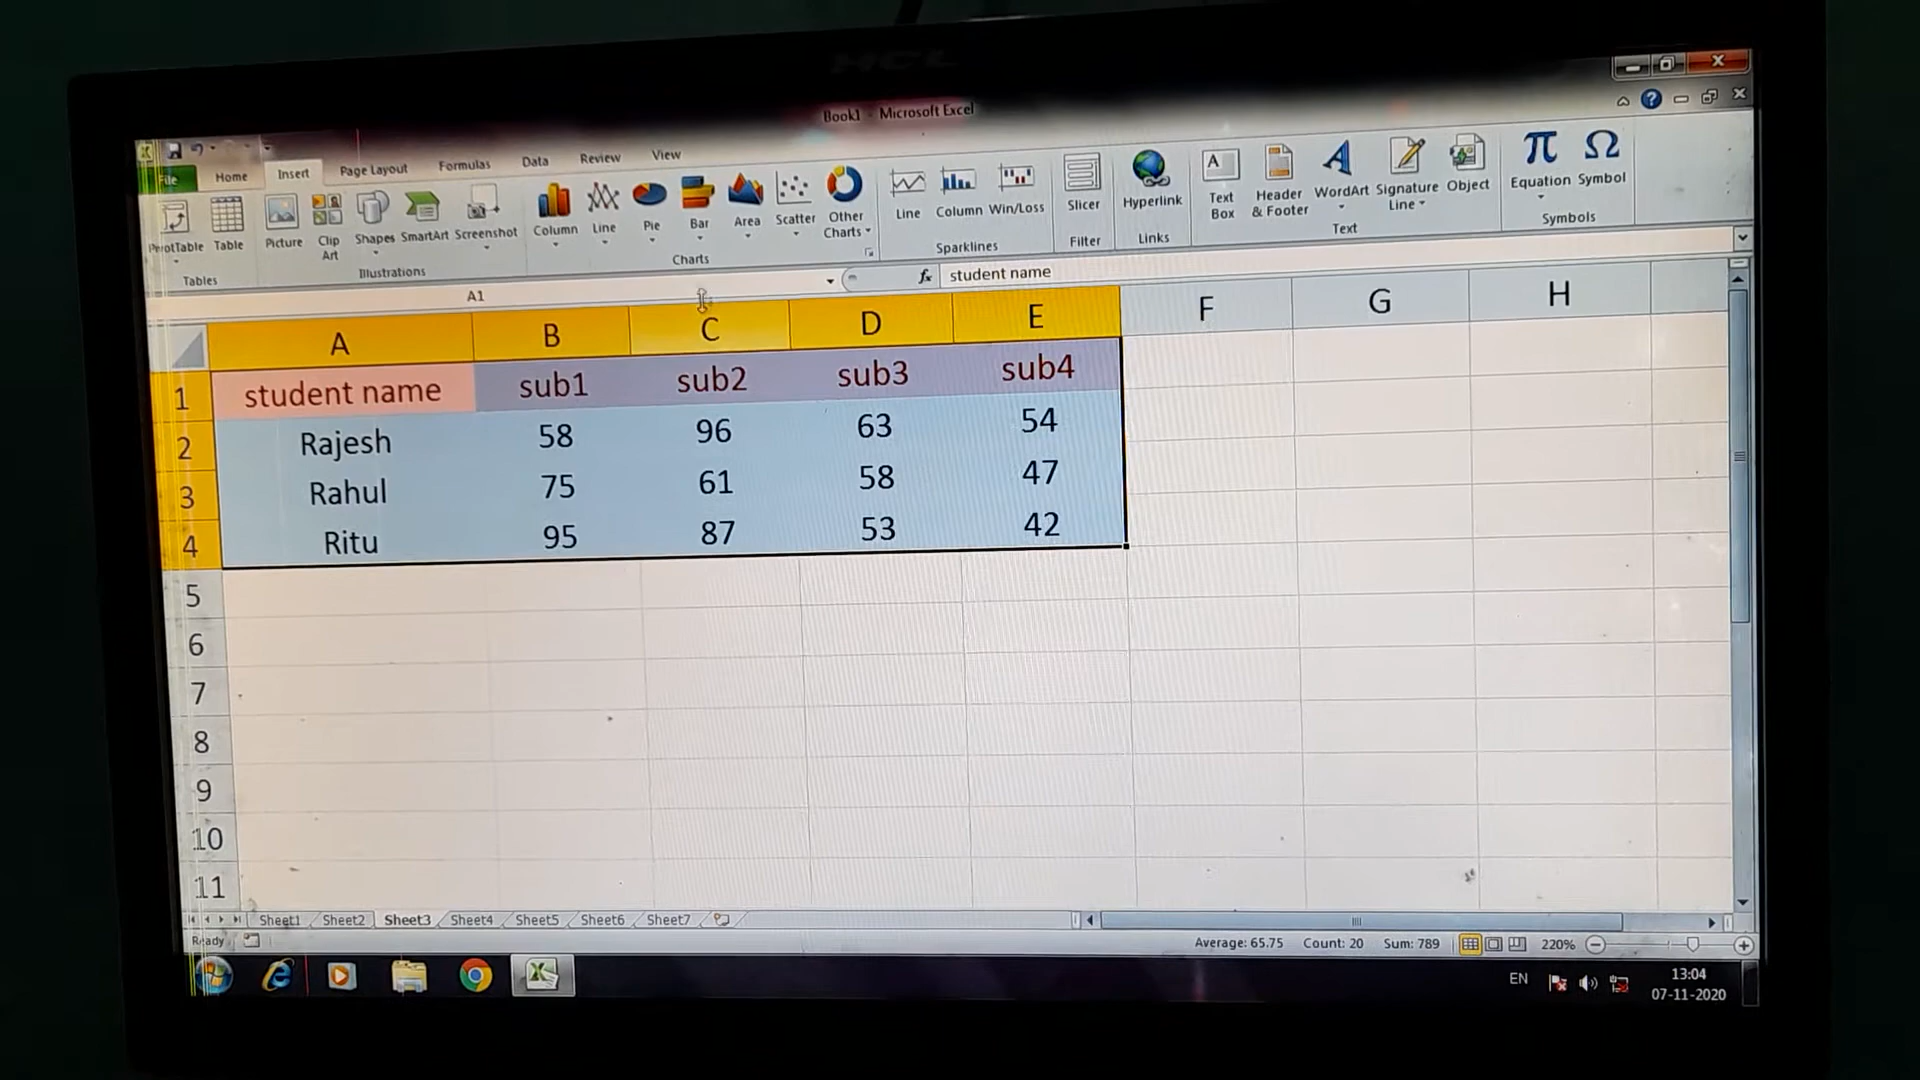 HCL
Book1 - Microsoft Excel
File Home Insert Page Layout Formulas Data Review View
PivotTable Table Picture Clip Art Shapes SmartArt Screenshot Column Line Pie Bar Area Scatter Other Charts Line Column Win/Loss Slicer Hyperlink Text Box Header & Footer WordArt Signature Line Object Equation Symbol
Tables Illustrations Charts Sparklines Filter Links Text Symbols
A1 fx student name
A B C D E F G H
1 student name sub1 sub2 sub3 sub4
2 Rajesh 58 96 63 54
3 Rahul 75 61 58 47
4 Ritu 95 87 53 42
5
6
7
8
9
10
11
Sheet1 Sheet2 Sheet3 Sheet4 Sheet5 Sheet6 Sheet7
Ready Average: 65.75 Count: 20 Sum: 789 220%
EN 13:04
07-11-2020